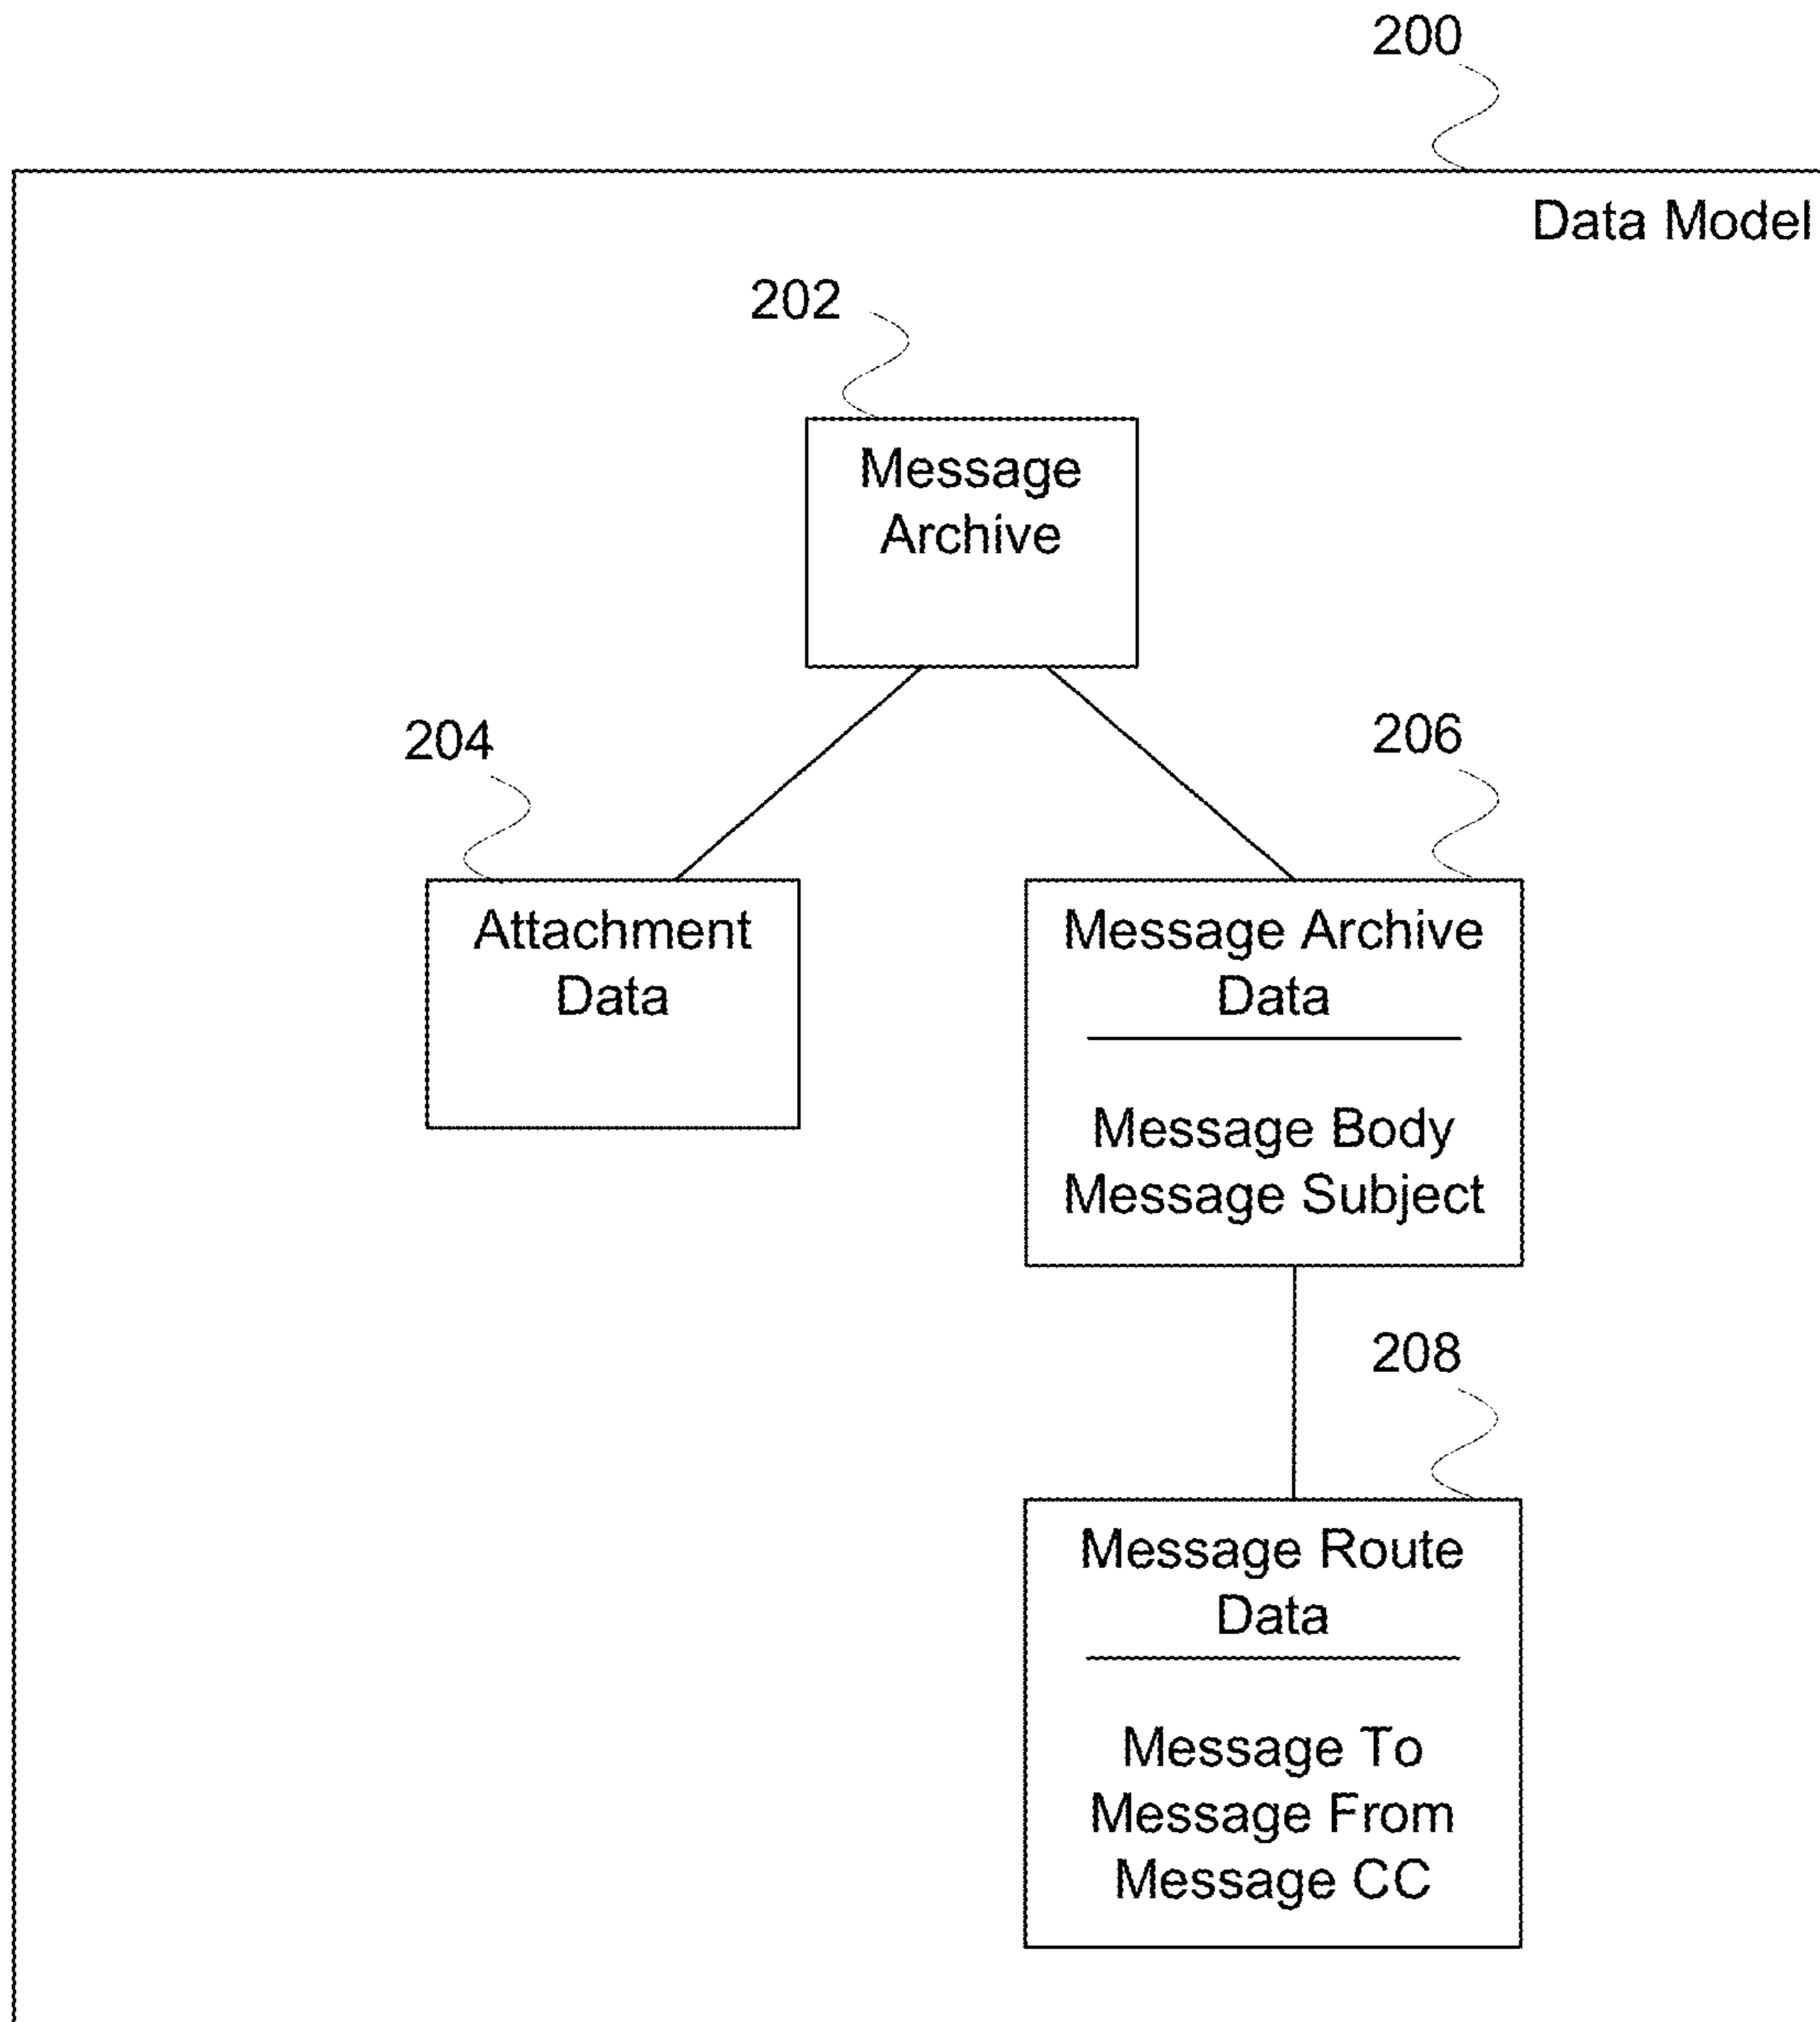 200
Data Model
202
Message
Archive
204
206
Attachment
Data
Message Archive
Data
Message Body
Message Subject
208
Message Route
Data
Message To
Message From
Message CC